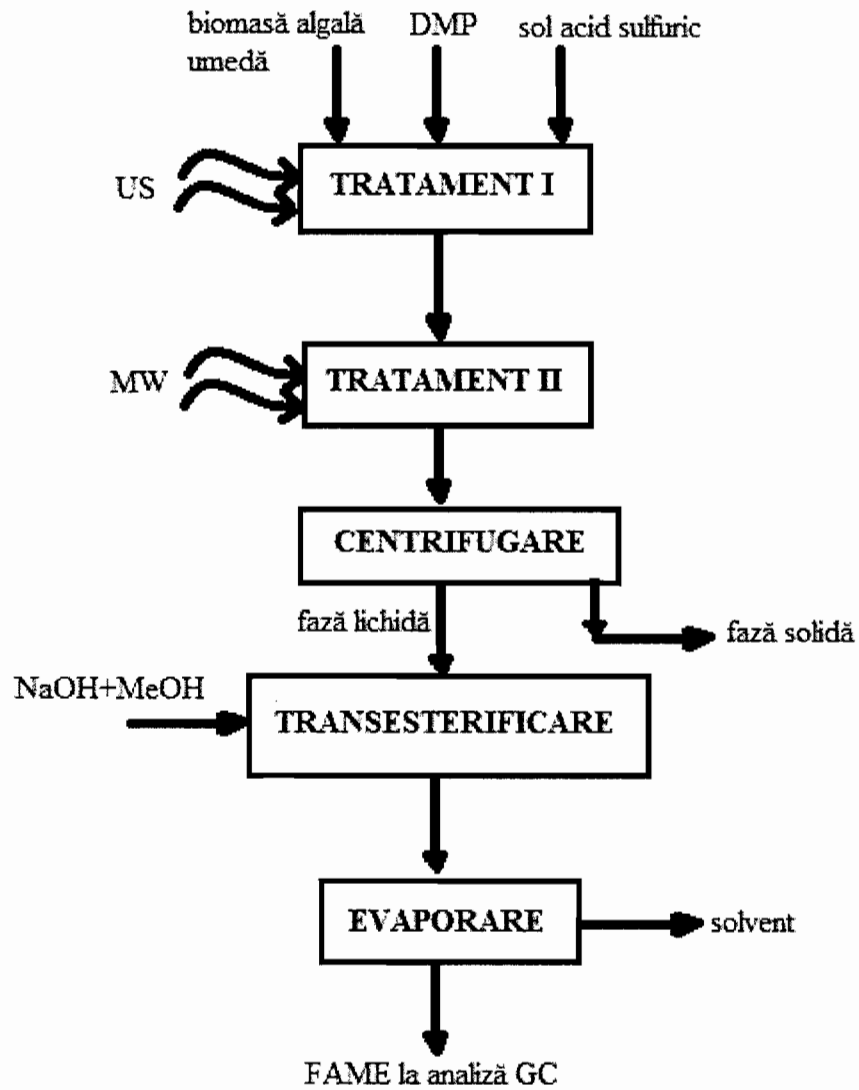 biomasă algală
umedă
DMP
sol acid sulfuric
US
TRATAMENT I
MW
TRATAMENT II
CENTRIFUGARE
fază lichidă
fază solidă
NaOH+MeOH
TRANSESTERIFICARE
EVAPORARE
solvent
FAME la analiză GC